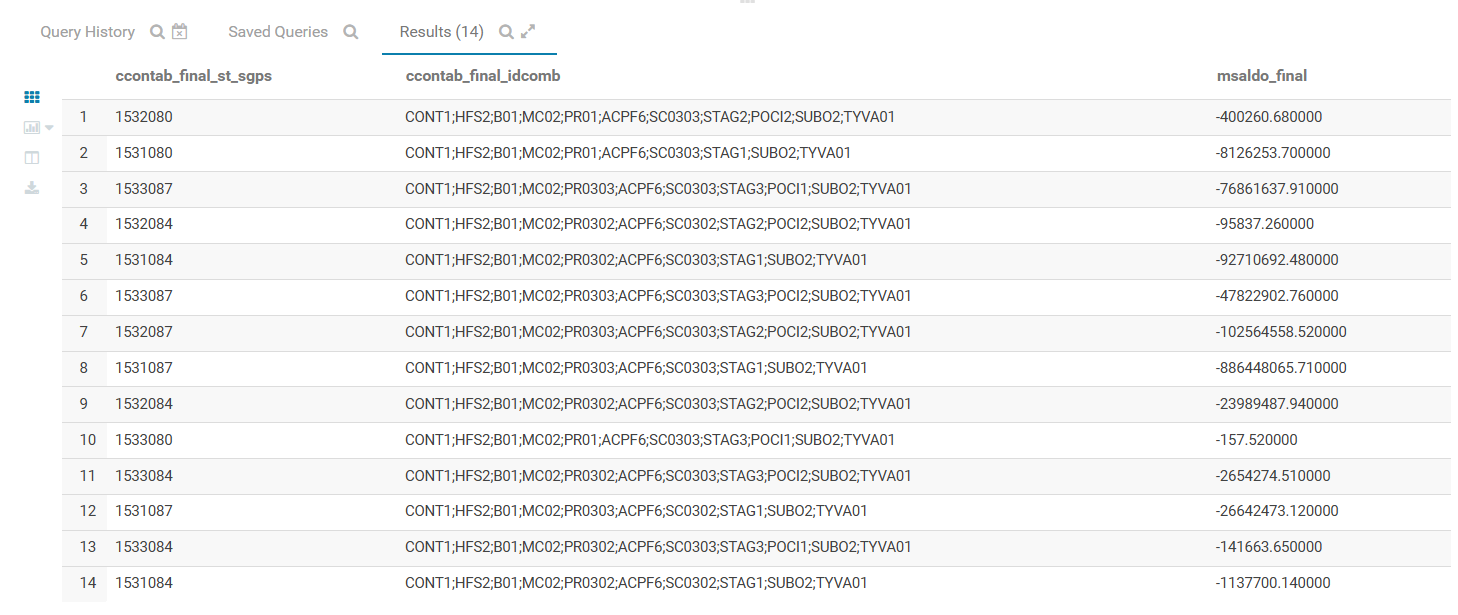 Query History Saved Queries Results (14)
ccontab_final_st_sgps ccontab_final_idcomb msaldo_final
1 1532080 CONT1;HFS2;B01;MC02;PR01;ACPF6;SC0303;STAG2;POCI2;SUBO2;TYVA01 -400260.680000
2 1531080 CONT1;HFS2;B01;MC02;PR01;ACPF6;SC0303;STAG1;SUBO2;TYVA01 -8126253.700000
3 1533087 CONT1;HFS2;B01;MC02;PR0303;ACPF6;SC0303;STAG3;POCI1;SUBO2;TYVA01 -76861637.910000
4 1532084 CONT1;HFS2;B01;MC02;PR0302;ACPF6;SC0302;STAG2;POCI2;SUBO2;TYVA01 -95837.260000
5 1531084 CONT1;HFS2;B01;MC02;PR0302;ACPF6;SC0303;STAG1;SUBO2;TYVA01 -92710692.480000
6 1533087 CONT1;HFS2;B01;MC02;PR0303;ACPF6;SC0303;STAG3;POCI2;SUBO2;TYVA01 -47822902.760000
7 1532087 CONT1;HFS2;B01;MC02;PR0303;ACPF6;SC0303;STAG2;POCI2;SUBO2;TYVA01 -102564558.520000
8 1531087 CONT1;HFS2;B01;MC02;PR0303;ACPF6;SC0303;STAG1;SUBO2;TYVA01 -886448065.710000
9 1532084 CONT1;HFS2;B01;MC02;PR0302;ACPF6;SC0303;STAG2;POCI2;SUBO2;TYVA01 -23989487.940000
10 1533080 CONT1;HFS2;B01;MC02;PR01;ACPF6;SC0303;STAG3;POCI1;SUBO2;TYVA01 -157.520000
11 1533084 CONT1;HFS2;B01;MC02;PR0302;ACPF6;SC0303;STAG3;POCI2;SUBO2;TYVA01 -2654274.510000
12 1531087 CONT1;HFS2;B01;MC02;PR0303;ACPF6;SC0302;STAG1;SUBO2;TYVA01 -26642473.120000
13 1533084 CONT1;HFS2;B01;MC02;PR0302;ACPF6;SC0303;STAG3;POCI1;SUBO2;TYVA01 -141663.650000
14 1531084 CONT1;HFS2;B01;MC02;PR0302;ACPF6;SC0302;STAG1;SUBO2;TYVA01 -1137700.140000